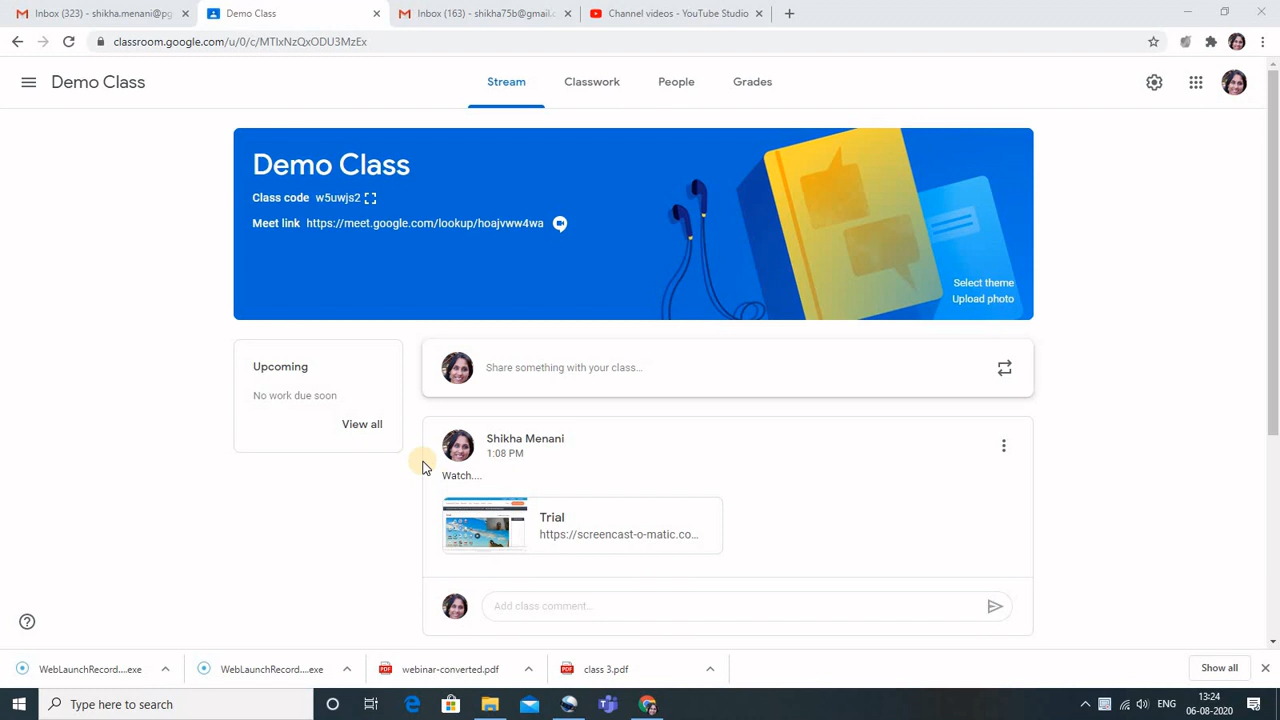 Inbox (323) - shikha.menani@pg
Demo Class
Inbox (163) - shikha75b@gmail.c
Channel videos - YouTube Studio
classroom.google.com/u/0/c/MTIxNzQxODU3MzEx
Demo Class
Stream
Classwork
People
Grades
Demo Class
Class code w5uwjs2
Meet link https://meet.google.com/lookup/hoajvww4wa
Select theme
Upload photo
Upcoming
No work due soon
View all
Share something with your class...
Shikha Menani
1:08 PM
Watch....
Trial
https://screencast-o-matic.co...
Add class comment...
WebLaunchRecord....exe
WebLaunchRecord....exe
webinar-converted.pdf
class 3.pdf
Show all
Type here to search
ENG
13:24
06-08-2020